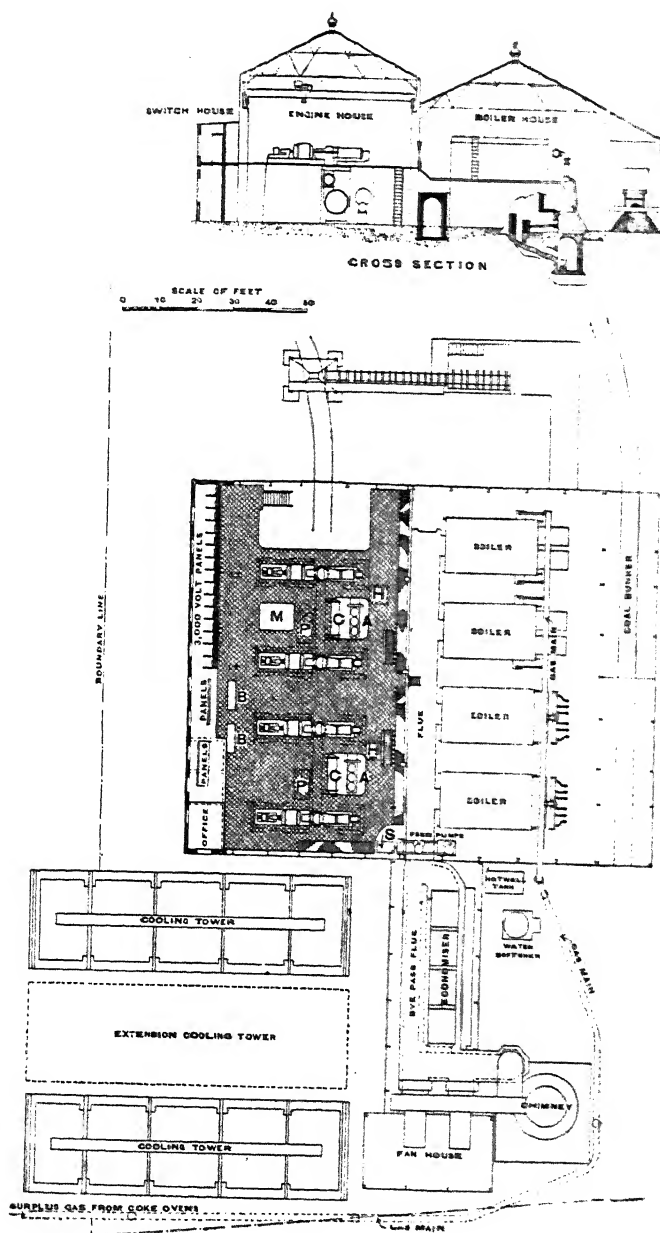 SWITCH HOUSE
ENGINE HOUSE
BOILER HOUSE
CROSS SECTION
SCALE OF FEET
0 10 20 30 40 50
BOUNDARY LINE
3,000 VOLT PANELS
PANELS
PANELS
OFFICE
M
P
C
A
H
B
B
P
C
A
H
S
FLUE
BOILER
BOILER
BOILER
BOILER
GAS MAIN
COAL BUNKER
FEED PUMPS
HOTWELL
TANK
WATER
SOFTENER
GAS MAIN
BYE PASS FLUE
ECONOMISER
COOLING TOWER
EXTENSION COOLING TOWER
COOLING TOWER
CHIMNEY
FAN HOUSE
SURPLUS GAS FROM COKE OVENS
GAS MAIN